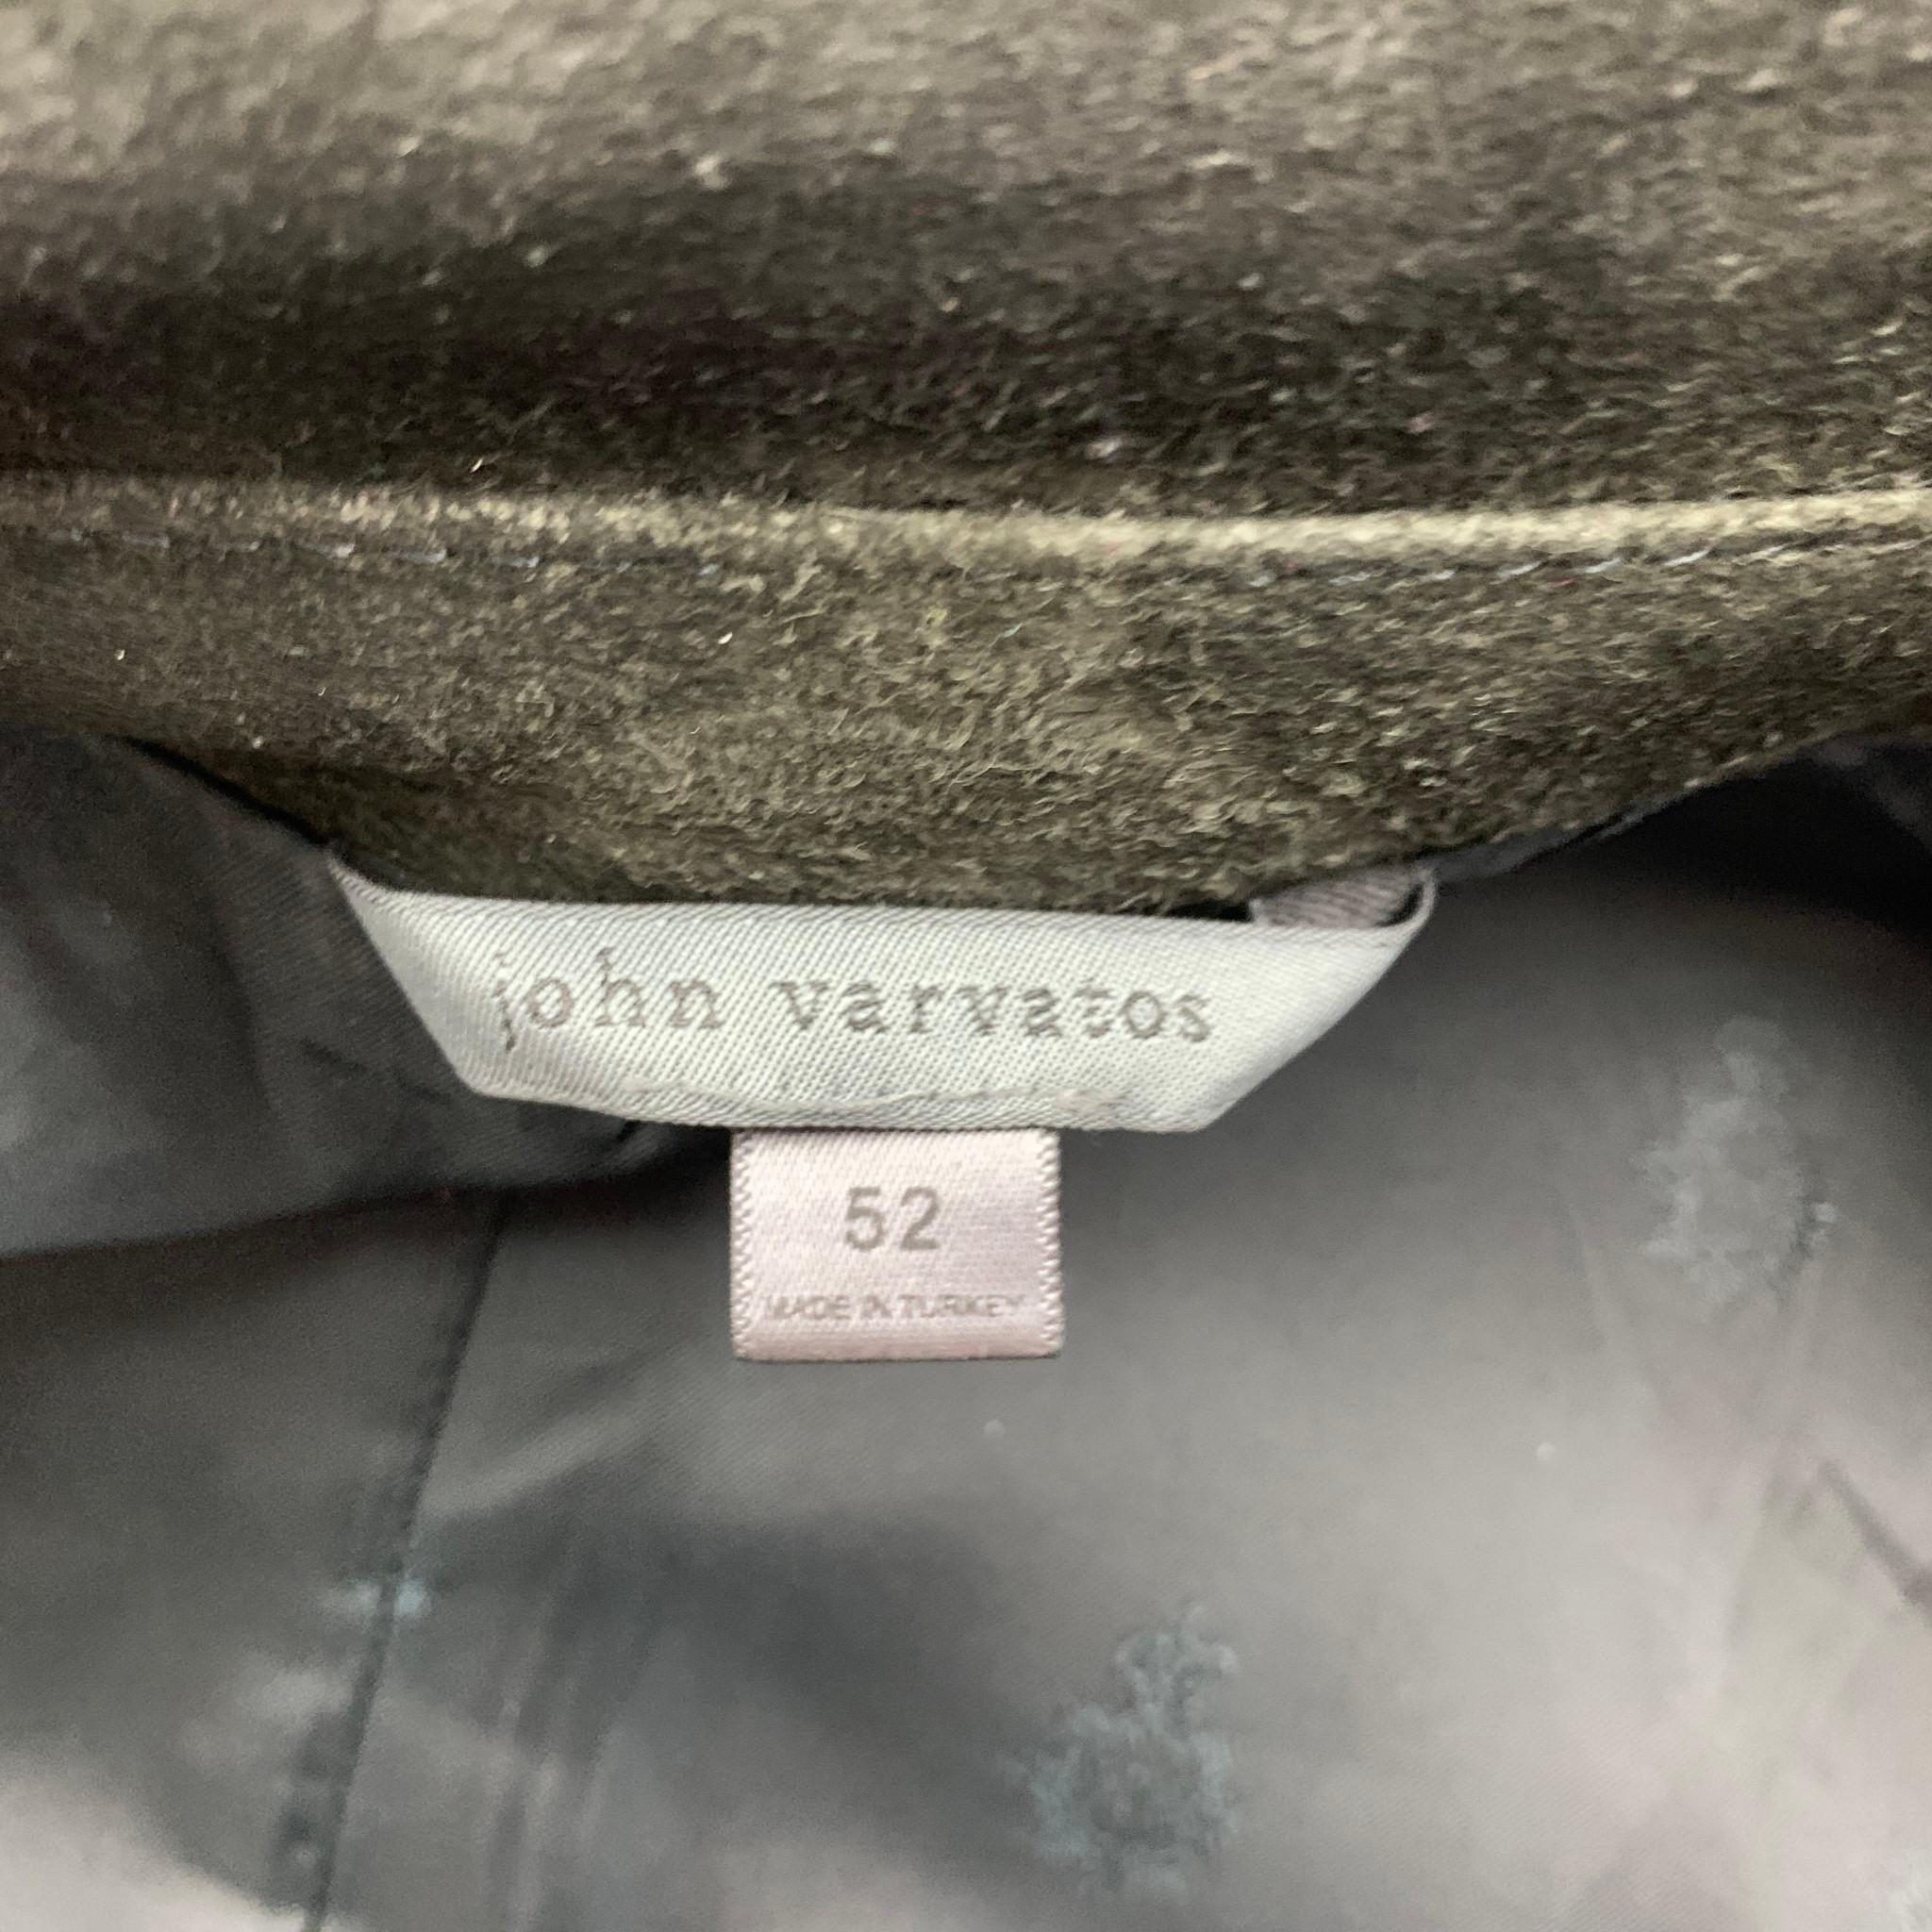 john varvatos
52
MADE IN TURKEY